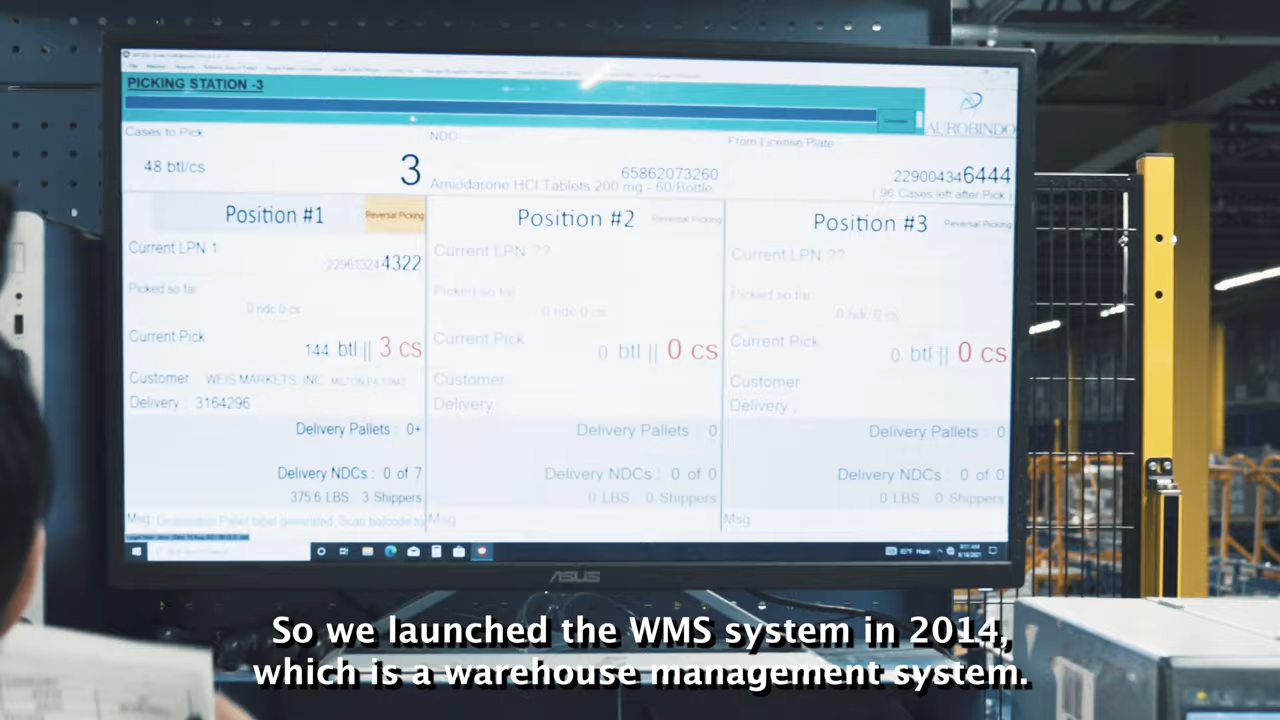 PICKING STATION -3
AUROBINDO
Cases to Pick
48 btl/cs
3
NDC
65862073260
Amiodarone HCl Tablets 200 mg - 60/Bottle
From License Plate
229004346444
( 96 Cases left after Pick )
Position #1
Reversal Picking
Current LPN 1
229613244322
Picked so far
0 ndc 0 cs
Current Pick
144 btl || 3 cs
Customer WEIS MARKETS, INC.
Delivery : 3164296
Delivery Pallets : 0+
Delivery NDCs : 0 of 7
375.6 LBS 3 Shippers
Msg
Position #2
Reversal Picking
Current LPN ??
Picked so far
0 ndc 0 cs
Current Pick
0 btl || 0 cs
Customer
Delivery
Delivery Pallets : 0
Delivery NDCs : 0 of 0
0 LBS 0 Shippers
Msg
Position #3
Reversal Picking
Current LPN ??
Picked so far
0 ndc 0 cs
Current Pick
0 btl || 0 cs
Customer
Delivery :
Delivery Pallets : 0
Delivery NDCs : 0 of 0
0 LBS 0 Shippers
Msg
ASUS
So we launched the WMS system in 2014,
which is a warehouse management system.